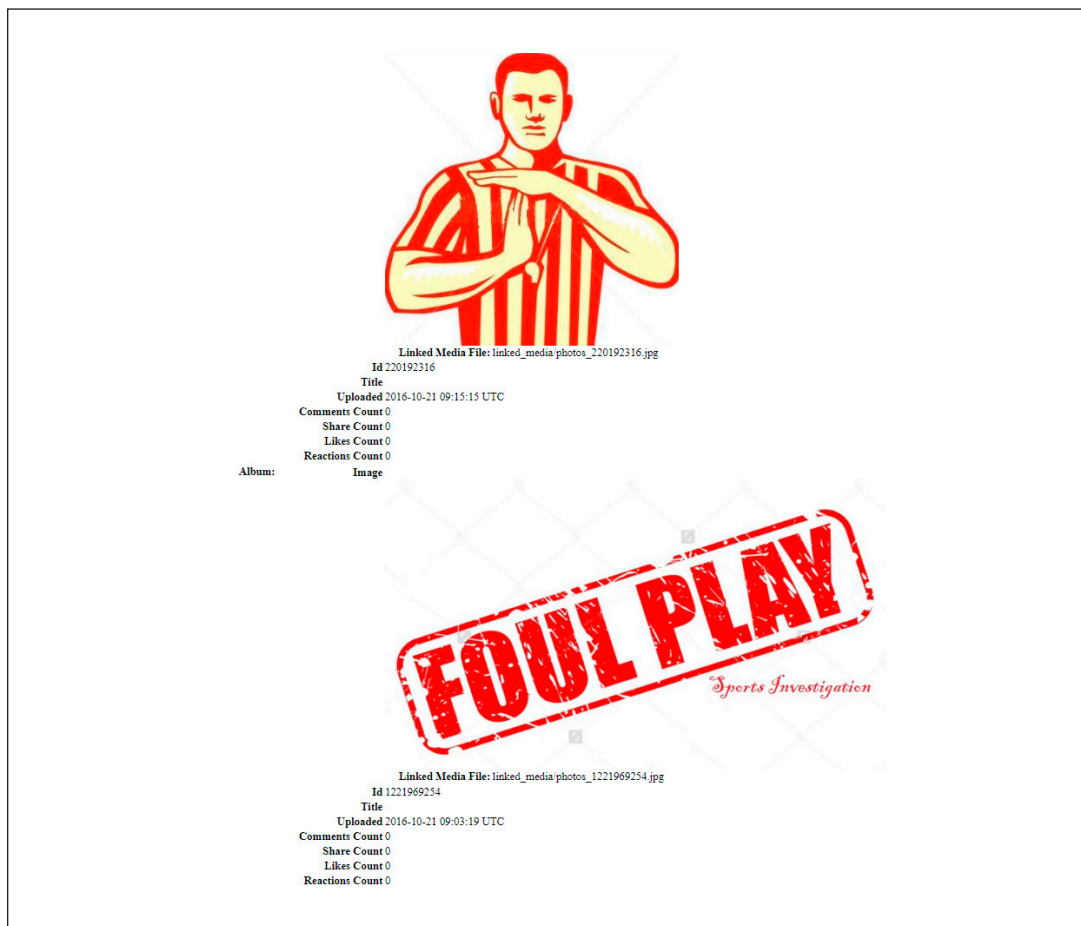 Linked Media File: linked_media/photos_220192316.jpg
Id 220192316
Title
Uploaded 2016-10-21 09:15:15 UTC
Comments Count 0
Share Count 0
Likes Count 0
Reactions Count 0
Album: Image
FOUL PLAY
Sports Investigation
Linked Media File: linked_media/photos_1221969254.jpg
Id 1221969254
Title
Uploaded 2016-10-21 09:03:19 UTC
Comments Count 0
Share Count 0
Likes Count 0
Reactions Count 0